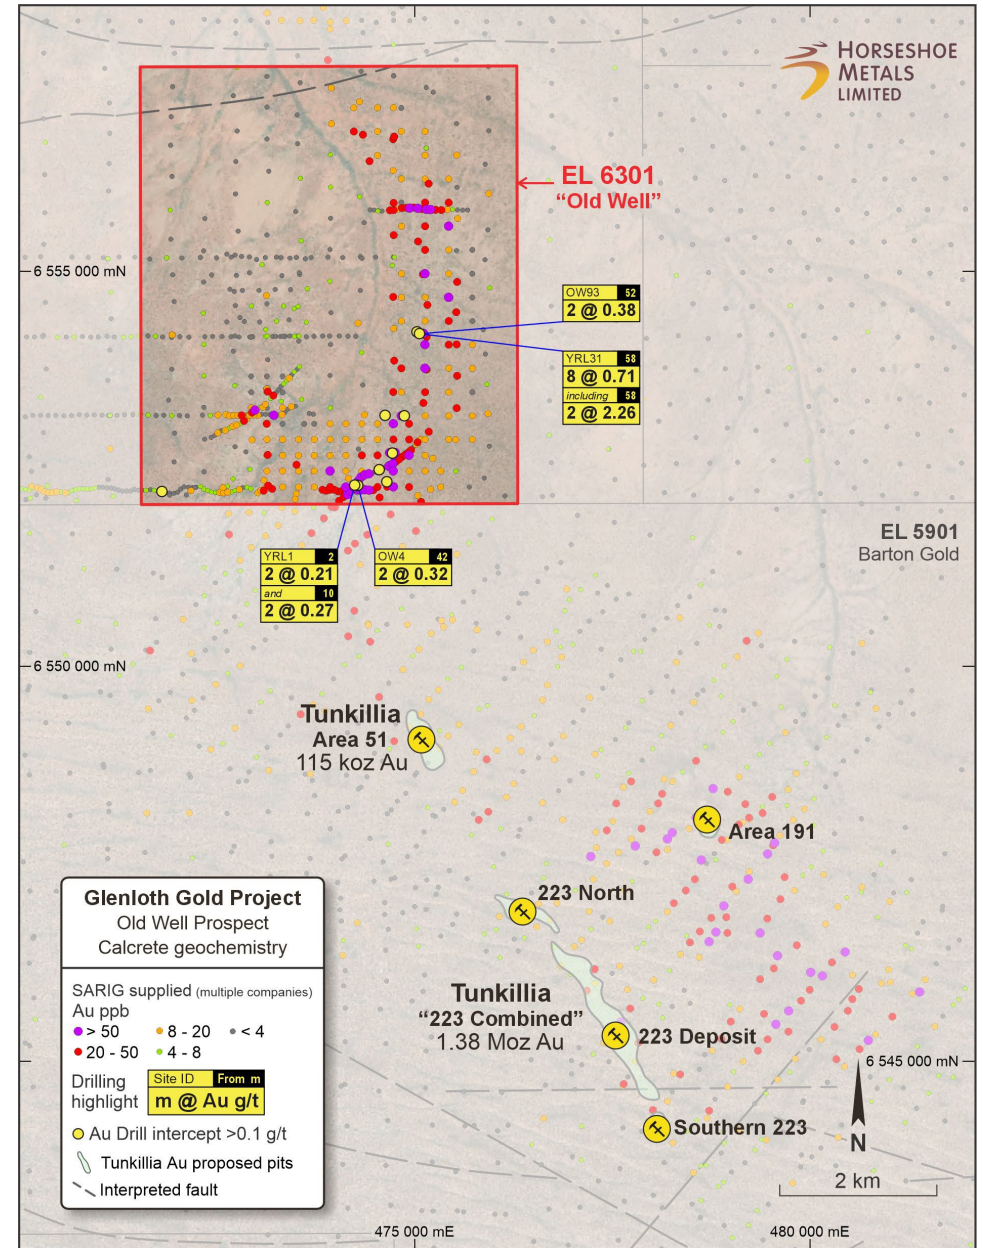 HORSESHOE
METALS
LIMITED
EL 6301
“Old Well”
6 555 000 mN
OW93 52
2 @ 0.38
YRL31 58
8 @ 0.71
including 58
2 @ 2.26
EL 5901
Barton Gold
YRL1 2
2 @ 0.21
and 10
2 @ 0.27
OW4 42
2 @ 0.32
6 550 000 mN
Tunkillia
Area 51
115 koz Au
Area 191
223 North
Tunkillia
“223 Combined”
1.38 Moz Au
223 Deposit
6 545 000 mN
Southern 223
N
2 km
Glenloth Gold Project
Old Well Prospect
Calcrete geochemistry
SARIG supplied (multiple companies)
Au ppb
> 50 8 - 20 < 4
20 - 50 4 - 8
Drilling
highlight
Site ID From m
m @ Au g/t
Au Drill intercept >0.1 g/t
Tunkillia Au proposed pits
Interpreted fault
475 000 mE
480 000 mE